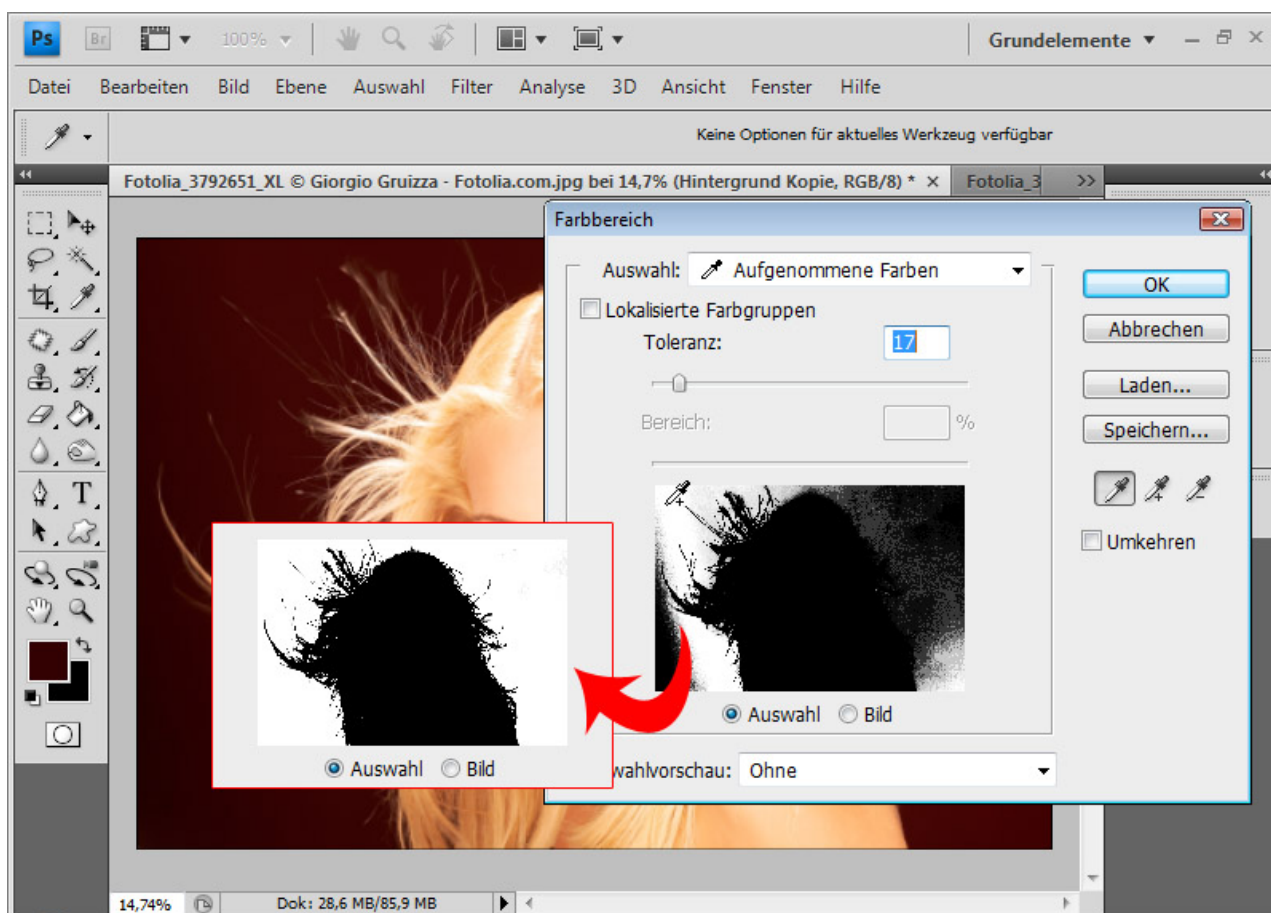 Ps Br 100% Grundelemente
Datei Bearbeiten Bild Ebene Auswahl Filter Analyse 3D Ansicht Fenster Hilfe
Keine Optionen für aktuelles Werkzeug verfügbar
Fotolia_3792651_XL © Giorgio Gruizza - Fotolia.com.jpg bei 14,7% (Hintergrund Kopie, RGB/8) * × Fotolia_3 >>
Farbbereich
Auswahl: Aufgenommene Farben
OK
Lokalisierte Farbgruppen
Abbrechen
Toleranz: 17
Laden...
Bereich: %
Speichern...
T
Umkehren
Auswahl Bild
Auswahl Bild
wahlvorschau: Ohne
14,74% Dok: 28,6 MB/85,9 MB